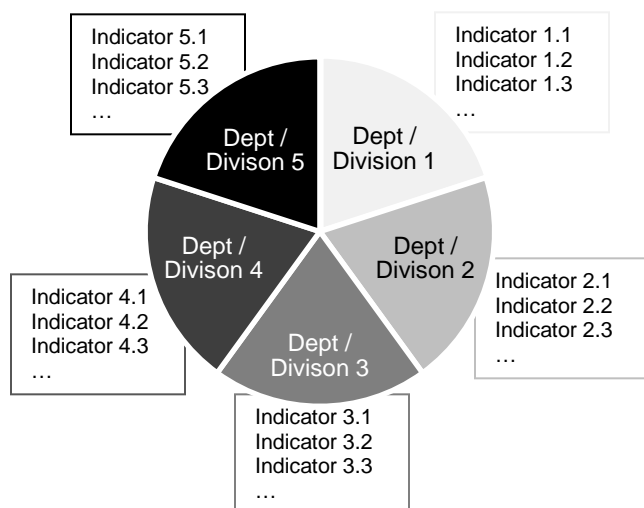 Indicator 5.1
Indicator 5.2
Indicator 5.3
…
Indicator 1.1
Indicator 1.2
Indicator 1.3
…
Dept /
Divison 5
Dept /
Division 1
Dept /
Divison 4
Dept /
Divison 2
Indicator 4.1
Indicator 4.2
Indicator 4.3
…
Indicator 2.1
Indicator 2.2
Indicator 2.3
…
Dept /
Divison 3
Indicator 3.1
Indicator 3.2
Indicator 3.3
…